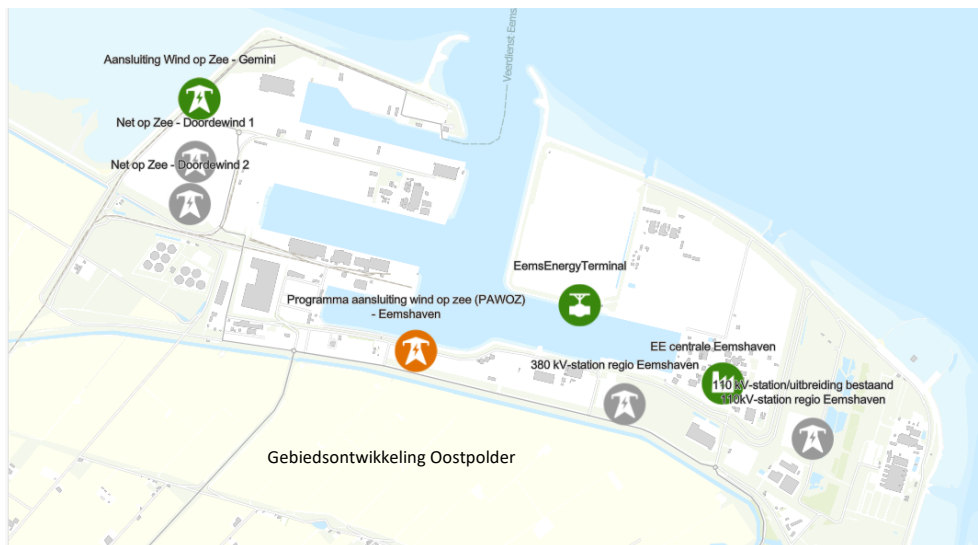 Veerdienst Eems
Aansluiting Wind op Zee - Gemini
Net op Zee - Doordewind 1
Net op Zee - Doordewind 2
EemsEnergyTerminal
Programma aansluiting wind op zee (PAWOZ)
- Eemshaven
EE centrale Eemshaven
380 kV-station regio Eemshaven
110 kV-station/uitbreiding bestaand
110kV-station regio Eemshaven
Gebiedsontwikkeling Oostpolder